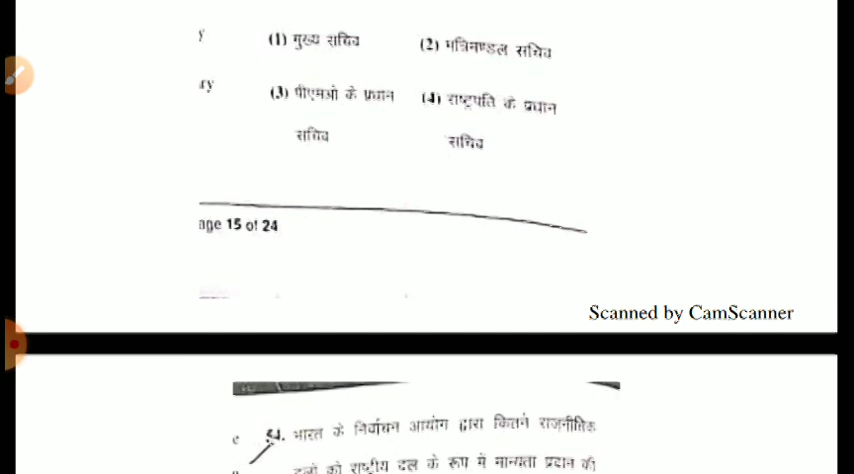 y (1) मुख्य सचिव (2) मंत्रिमण्डल सचिव
ry (3) पीएमओ के प्रधान (4) राष्ट्रपति के प्रधान
सचिव सचिव
age 15 of 24
Scanned by CamScanner
e 54. भारत के निर्वाचन आयोग द्वारा कितने राजनीतिक
दलों को राष्ट्रीय दल के रूप में मान्यता प्रदान की